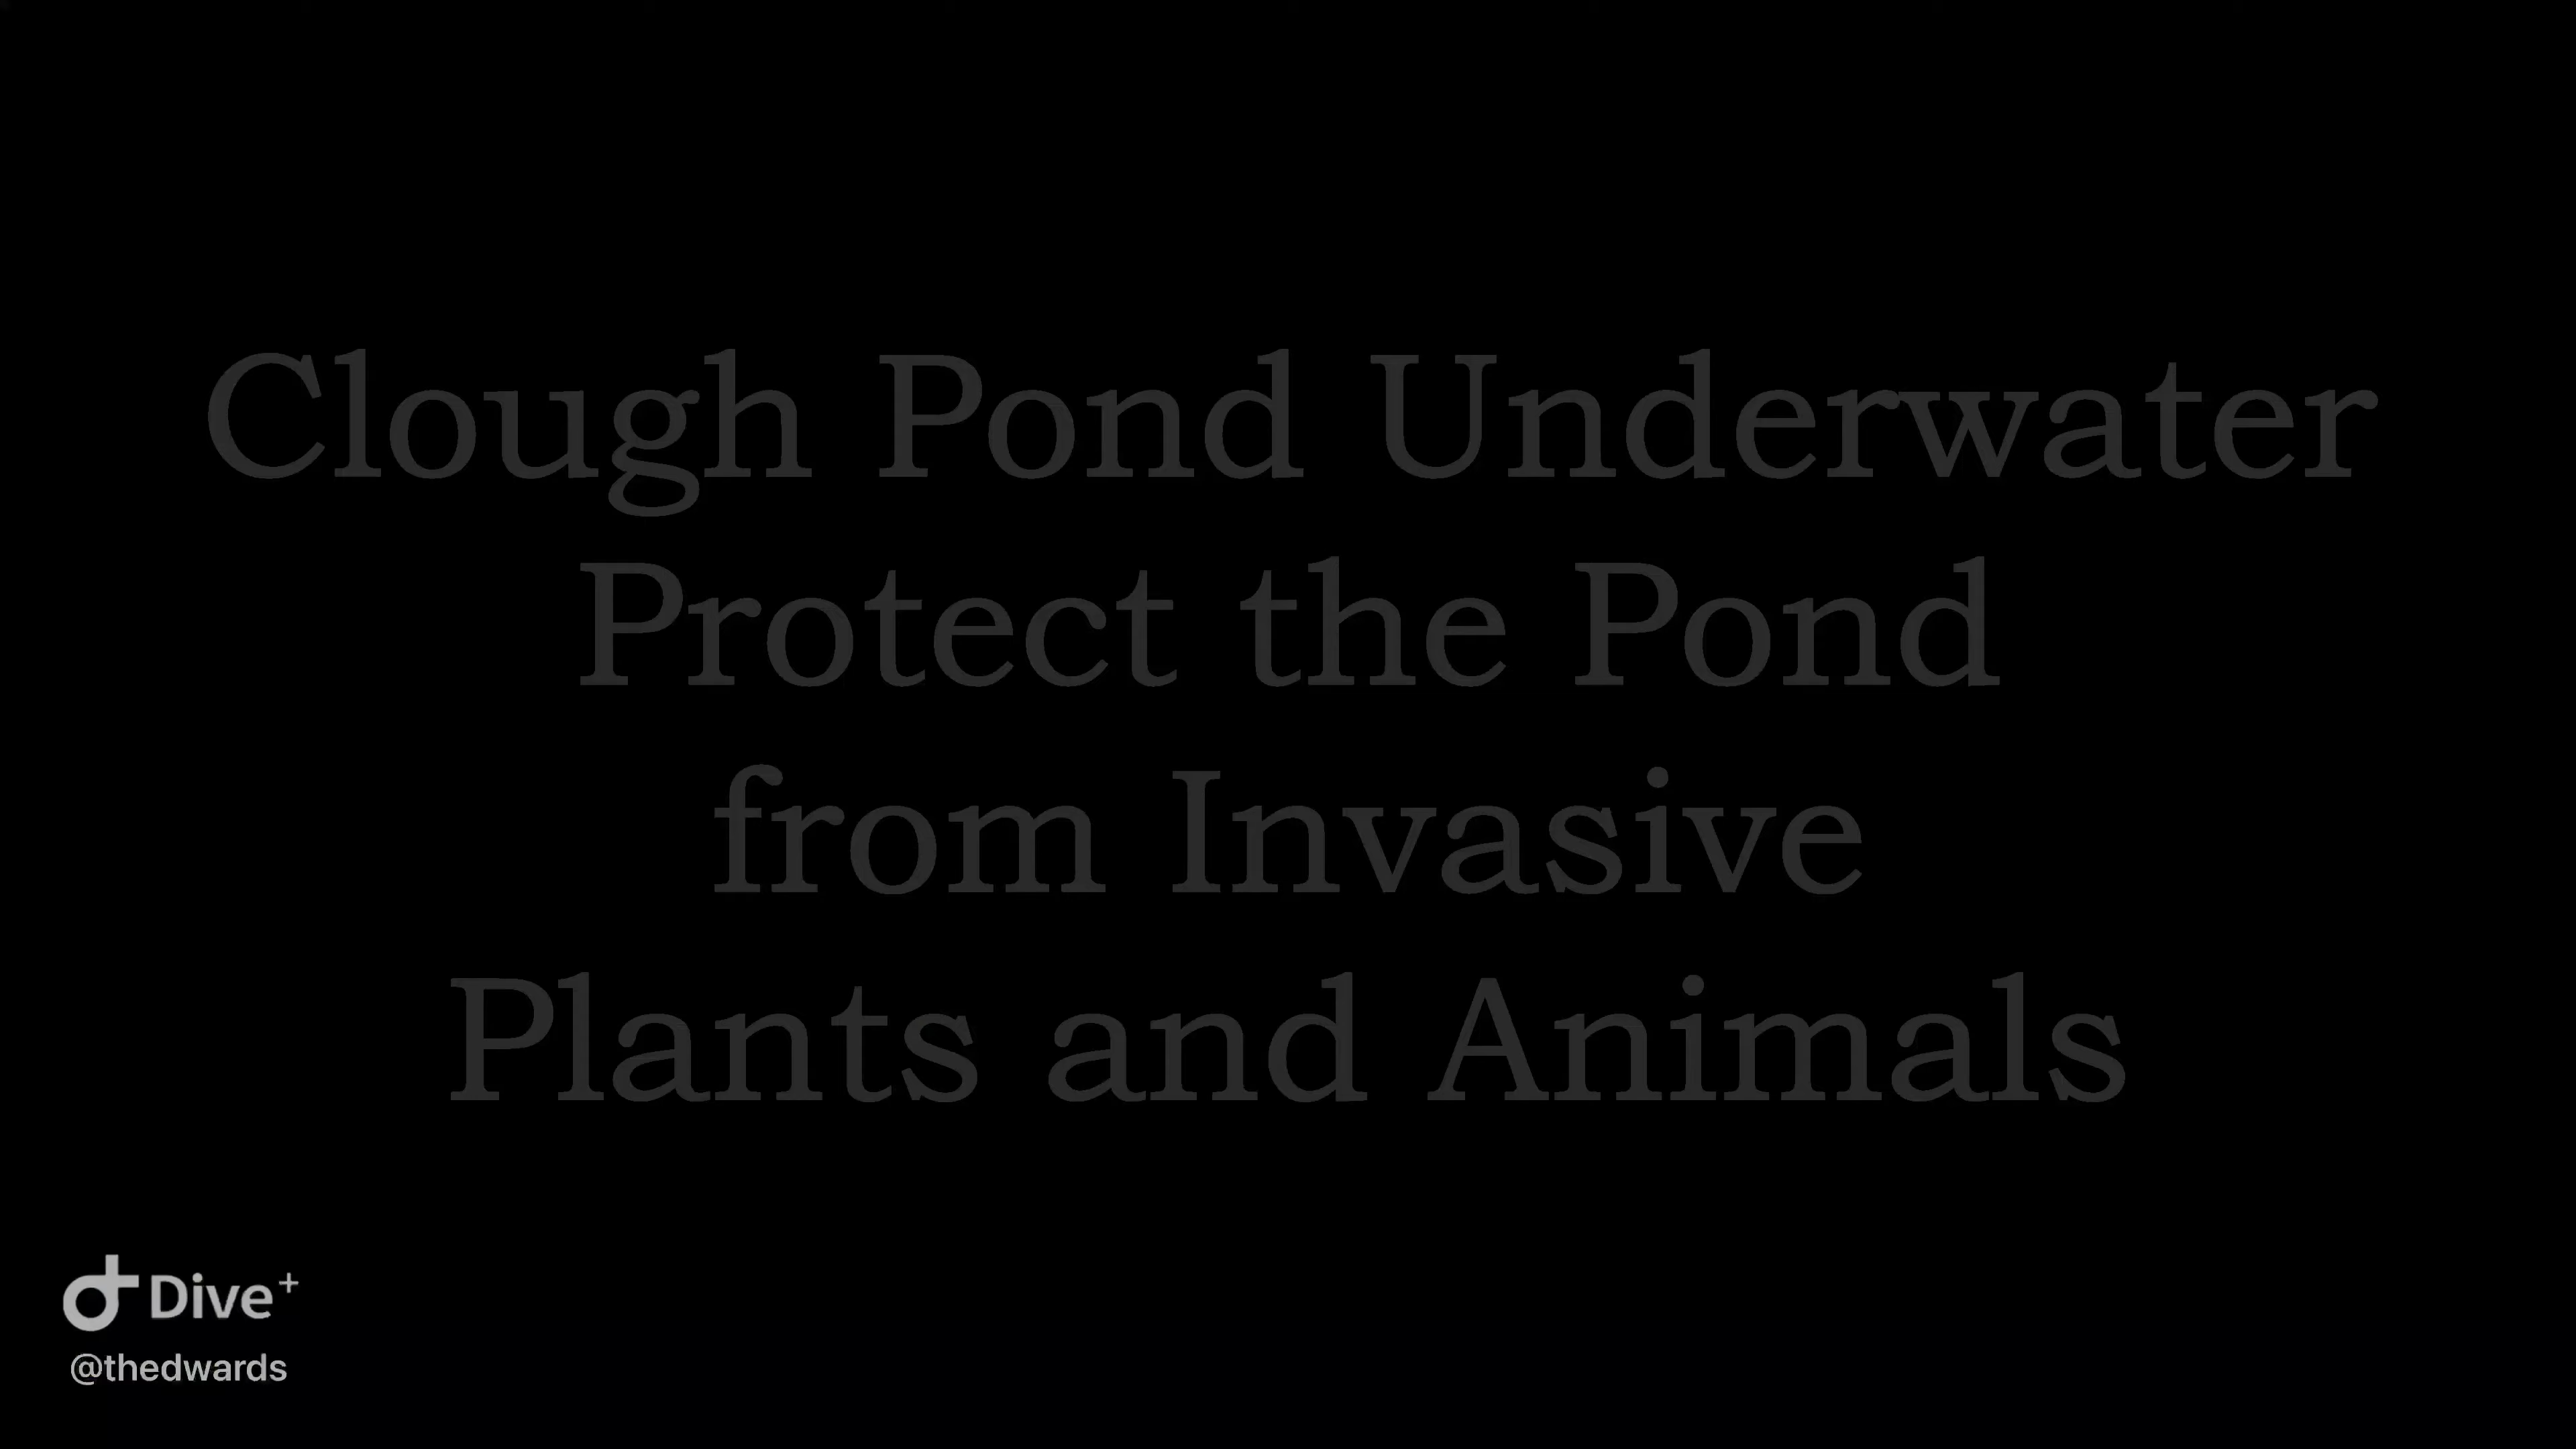 Clough Pond Underwater
Protect the Pond
from Invasive
Plants and Animals
Dive+
@thedwards